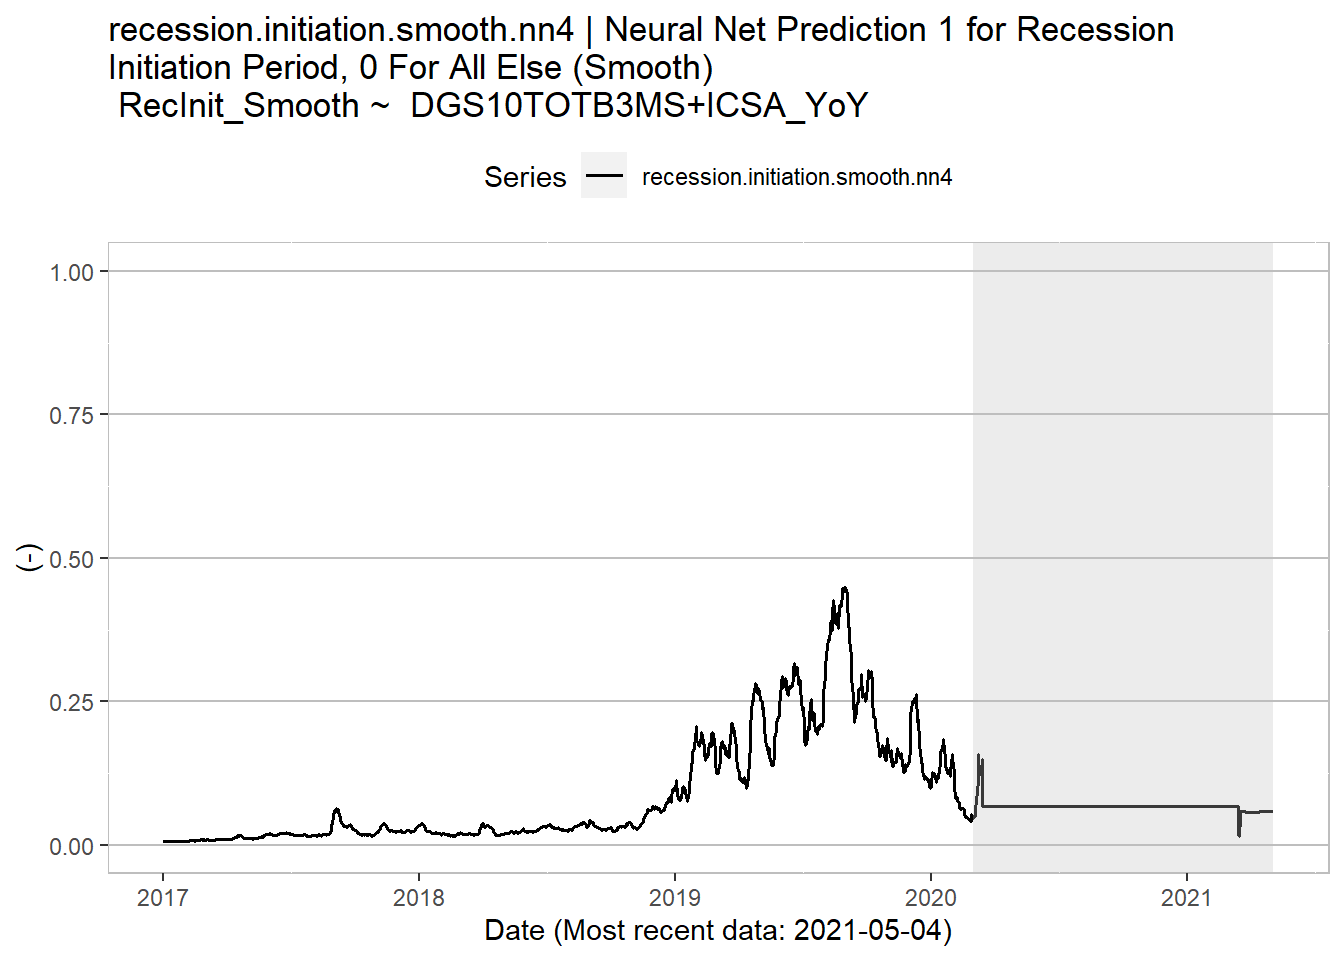 recession.initiation.smooth.nn4 | Neural Net Prediction 1 for Recession
Initiation Period, 0 For All Else (Smooth)
RecInit_Smooth ~  DGS10TOTB3MS+ICSA_YoY
Series recession.initiation.smooth.nn4
1.00
0.75
0.50
0.25
0.00
(-)
2017 2018 2019 2020 2021
Date (Most recent data: 2021-05-04)